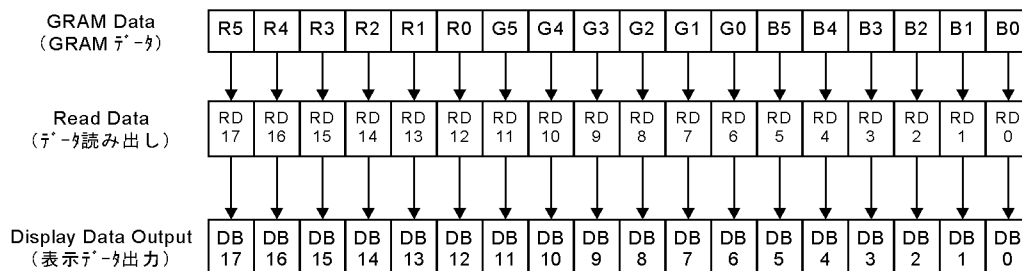 GRAM Data
(GRAM ﾃﾞｰﾀ)
R5 R4 R3 R2 R1 R0 G5 G4 G3 G2 G1 G0 B5 B4 B3 B2 B1 B0
Read Data
(ﾃﾞｰﾀ読み出し)
RD RD RD RD RD RD RD RD RD RD RD RD RD RD RD RD RD RD
17 16 15 14 13 12 11 10 9 8 7 6 5 4 3 2 1 0
Display Data Output
(表示ﾃﾞｰﾀ出力)
DB DB DB DB DB DB DB DB DB DB DB DB DB DB DB DB DB DB
17 16 15 14 13 12 11 10 9 8 7 6 5 4 3 2 1 0